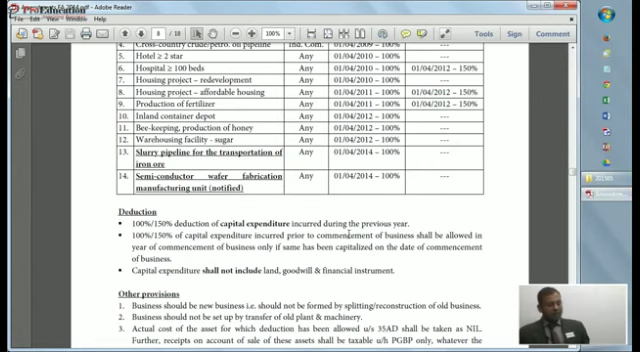 ProEducation
FA 2014.pdf - Adobe Reader
File Edit View Window Help
8 / 18 100% Tools Sign Comment
4. Cross-country crude/petro. oil pipeline Ind. Com. 01/04/2009 – 100% ---
5. Hotel ≥ 2 star Any 01/04/2010 – 100% ---
6. Hospital ≥ 100 beds Any 01/04/2010 – 100% 01/04/2012 – 150%
7. Housing project – redevelopment Any 01/04/2010 – 100% ---
8. Housing project – affordable housing Any 01/04/2011 – 100% 01/04/2012 – 150%
9. Production of fertilizer Any 01/04/2011 – 100% 01/04/2012 – 150%
10. Inland container depot Any 01/04/2012 – 100% ---
11. Bee-keeping, production of honey Any 01/04/2012 – 100% ---
12. Warehousing facility - sugar Any 01/04/2012 – 100% ---
13. Slurry pipeline for the transportation of Any 01/04/2014 – 100% ---
iron ore
14. Semi-conductor wafer fabrication Any 01/04/2014 – 100% ---
manufacturing unit (notified)
Deduction
• 100%/150% deduction of capital expenditure incurred during the previous year.
• 100%/150% of capital expenditure incurred prior to commencement of business shall be allowed in
year of commencement of business only if same has been capitalized on the date of commencement
of business.
• Capital expenditure shall not include land, goodwill & financial instrument.
Other provisions
1. Business should be new business i.e. should not be formed by splitting/reconstruction of old business.
2. Business should not be set up by transfer of old plant & machinery.
3. Actual cost of the asset for which deduction has been allowed u/s 35AD shall be taken as NIL.
Further, receipts on account of sale of these assets shall be taxable u/h PGBP only, whatever the